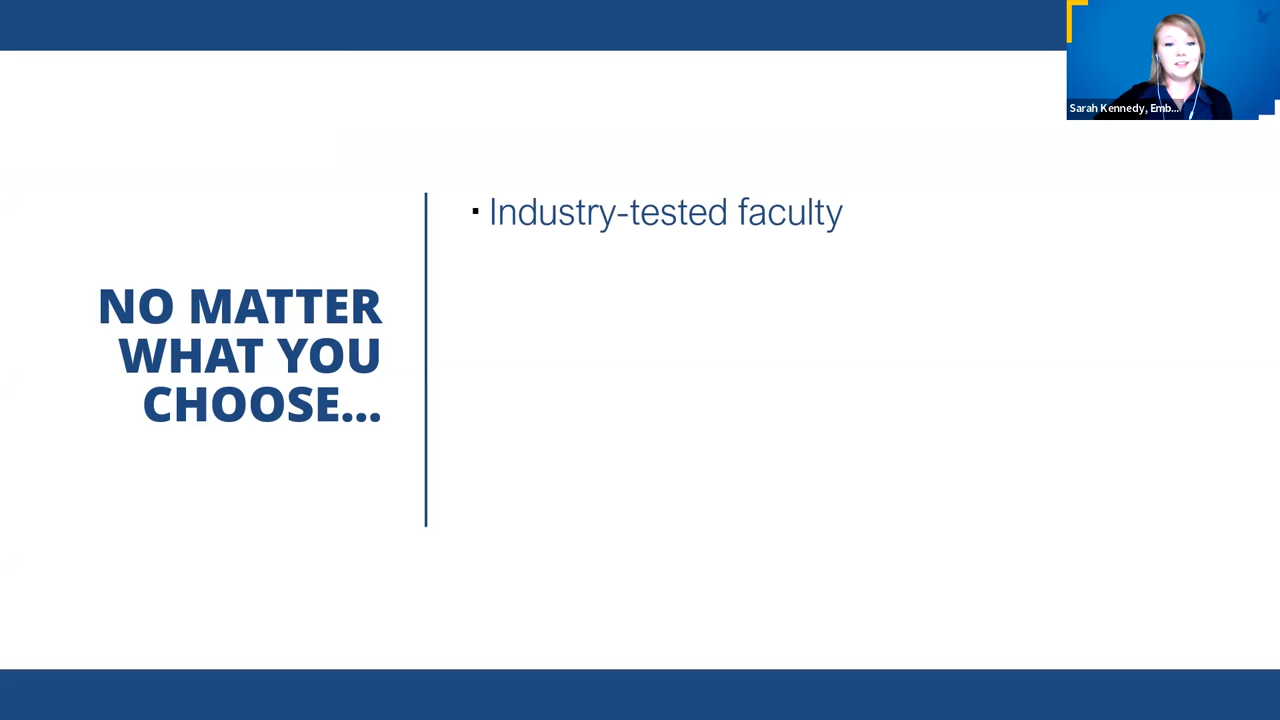 Sarah Kennedy, Emb...
▪ Industry-tested faculty
NO MATTER
WHAT YOU
CHOOSE...